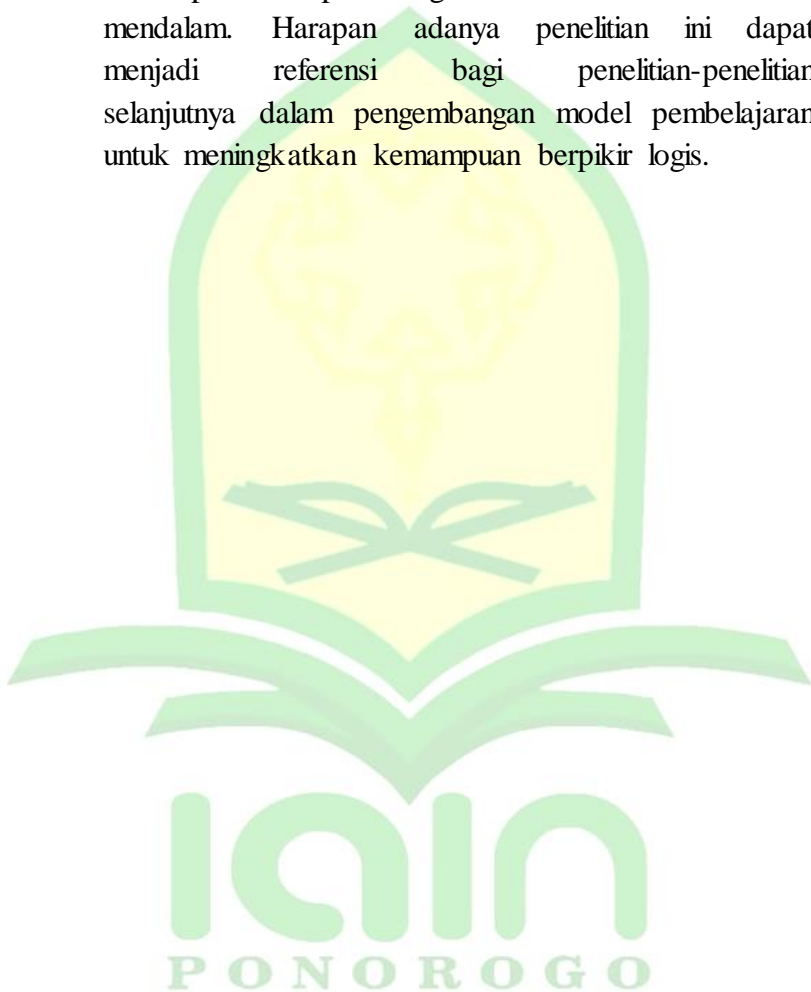 mendalam. Harapan adanya penelitian ini dapat
menjadi referensi bagi penelitian-penelitian
selanjutnya dalam pengembangan model pembelajaran
untuk meningkatkan kemampuan berpikir logis.
IAIN
PONOROGO